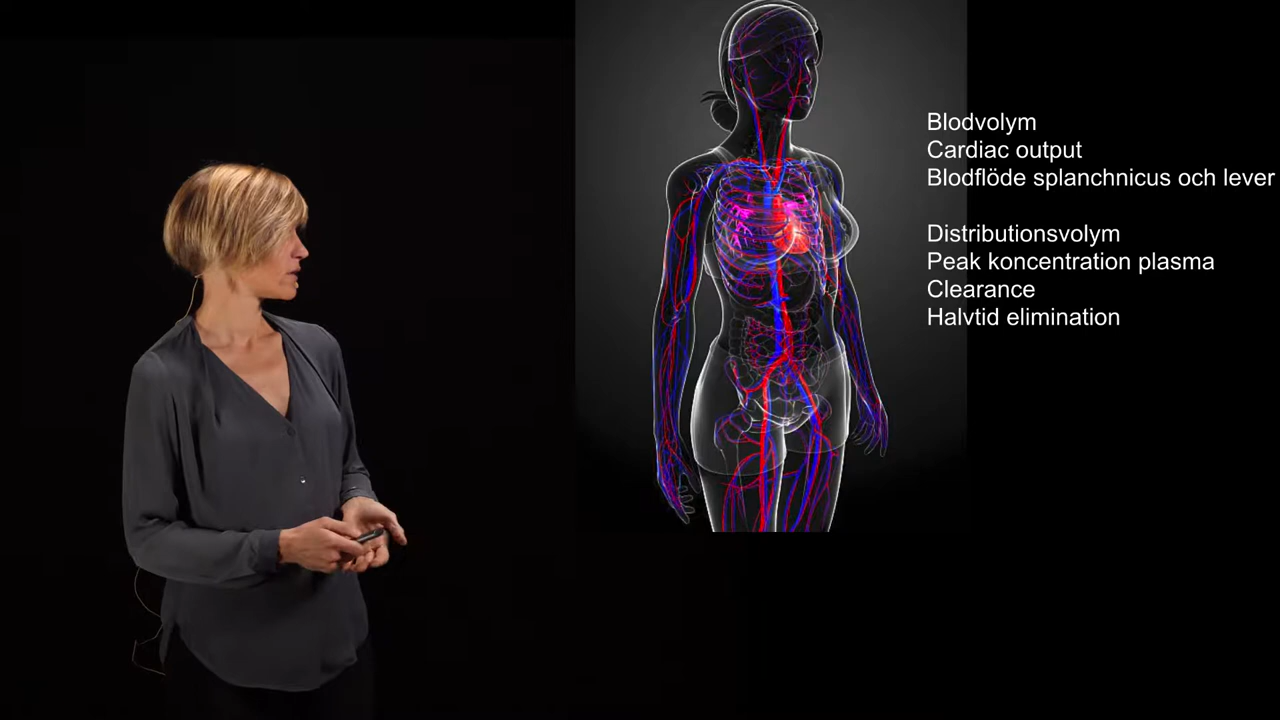 Blodvolym
Cardiac output
Blodflöde splanchnicus och lever
Distributionsvolym
Peak koncentration plasma
Clearance
Halvtid elimination